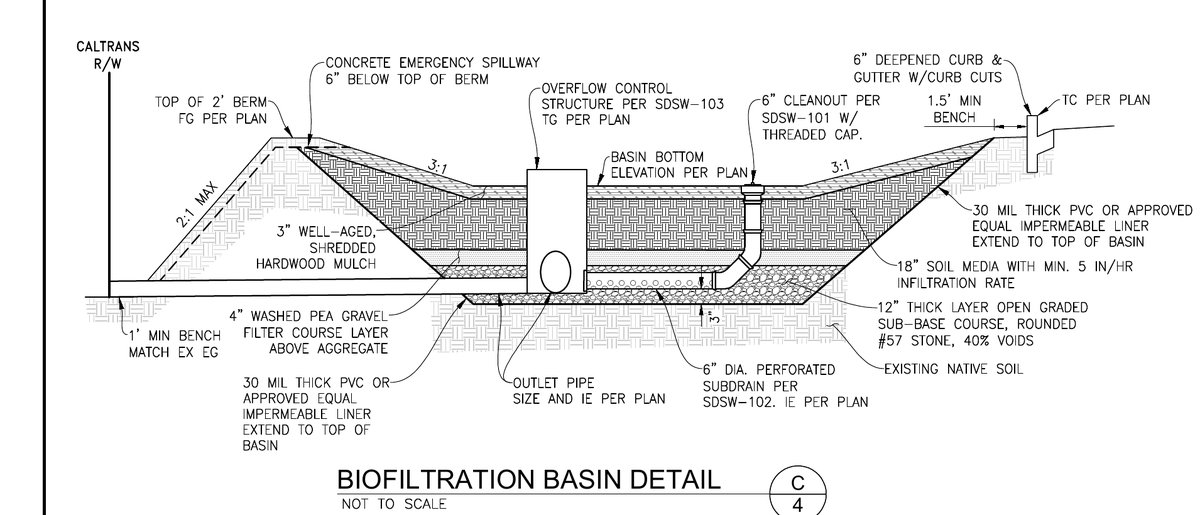 CALTRANS
R/W
CONCRETE EMERGENCY SPILLWAY
6" BELOW TOP OF BERM
TOP OF 2' BERM
FG PER PLAN
OVERFLOW CONTROL
STRUCTURE PER SDSW-103
TG PER PLAN
6" CLEANOUT PER
SDSW-101 W/
THREADED CAP.
6" DEEPENED CURB &
GUTTER W/CURB CUTS
1.5' MIN
BENCH
TC PER PLAN
BASIN BOTTOM
ELEVATION PER PLAN
3:1
3:1
2:1 MAX
3" WELL-AGED,
SHREDDED
HARDWOOD MULCH
30 MIL THICK PVC OR APPROVED
EQUAL IMPERMEABLE LINER
EXTEND TO TOP OF BASIN
18" SOIL MEDIA WITH MIN. 5 IN/HR
INFILTRATION RATE
12" THICK LAYER OPEN GRADED
SUB-BASE COURSE, ROUNDED
#57 STONE, 40% VOIDS
EXISTING NATIVE SOIL
1' MIN BENCH
MATCH EX EG
4" WASHED PEA GRAVEL
FILTER COURSE LAYER
ABOVE AGGREGATE
3"
30 MIL THICK PVC OR
APPROVED EQUAL
IMPERMEABLE LINER
EXTEND TO TOP OF
BASIN
OUTLET PIPE
SIZE AND IE PER PLAN
6" DIA. PERFORATED
SUBDRAIN PER
SDSW-102. IE PER PLAN
BIOFILTRATION BASIN DETAIL
NOT TO SCALE
C
4